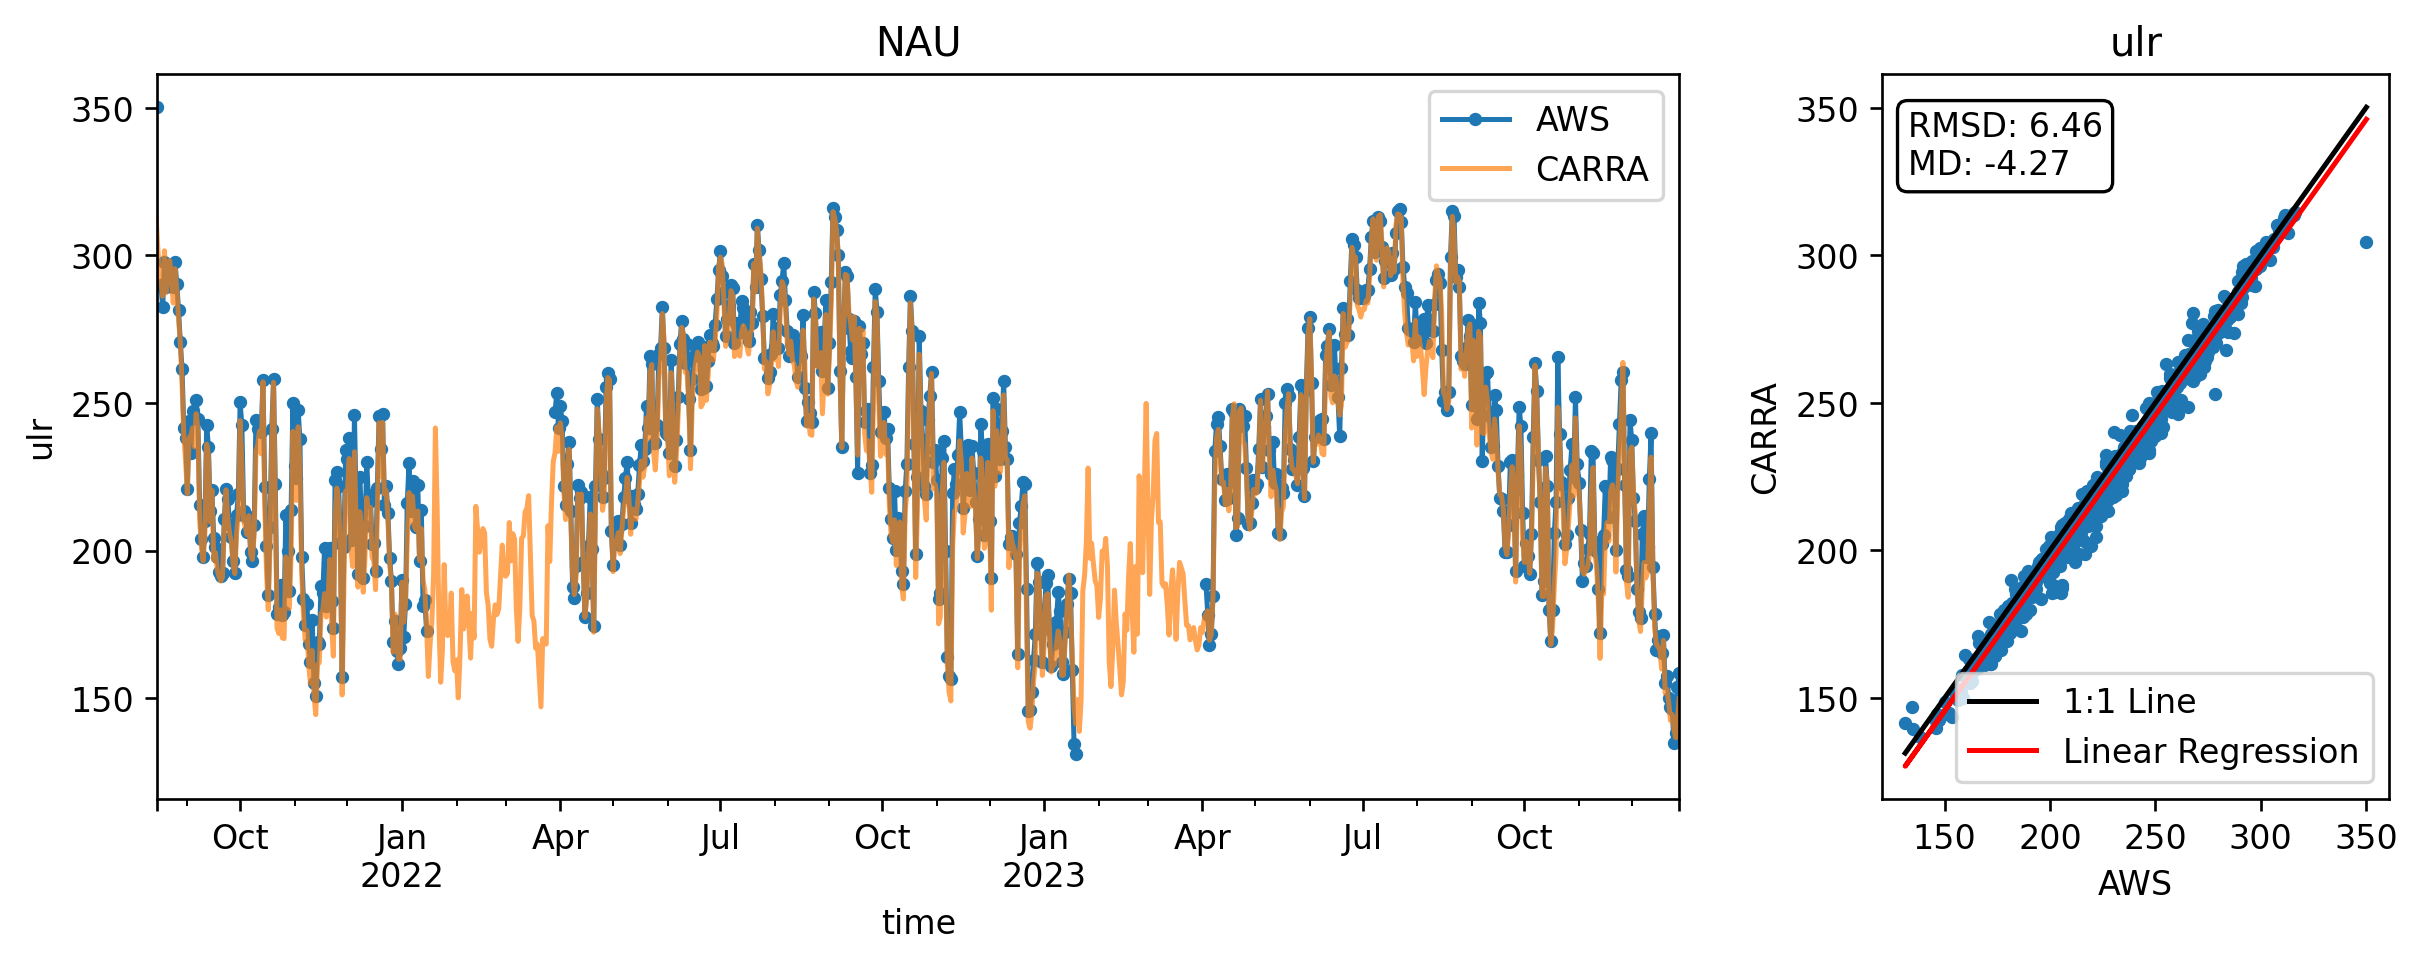 NAU
ulr
350
300
250
200
150
AWS
CARRA
Oct
Jan
2022
Apr
Jul
Oct
Jan
2023
Apr
Jul
Oct
time
ulr
CARRA
350
300
250
200
150
RMSD: 6.46
MD: -4.27
1:1 Line
Linear Regression
150 200 250 300 350
AWS